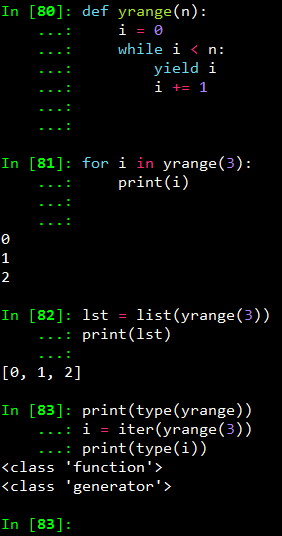 In [80]: def yrange(n):
    ...:     i = 0
    ...:     while i < n:
    ...:         yield i
    ...:         i += 1
    ...:
    ...:
In [81]: for i in yrange(3):
    ...:     print(i)
    ...:
    ...:
0
1
2
In [82]: lst = list(yrange(3))
    ...: print(lst)
    ...:
[0, 1, 2]
In [83]: print(type(yrange))
    ...: i = iter(yrange(3))
    ...: print(type(i))
<class 'function'>
<class 'generator'>
In [83]: